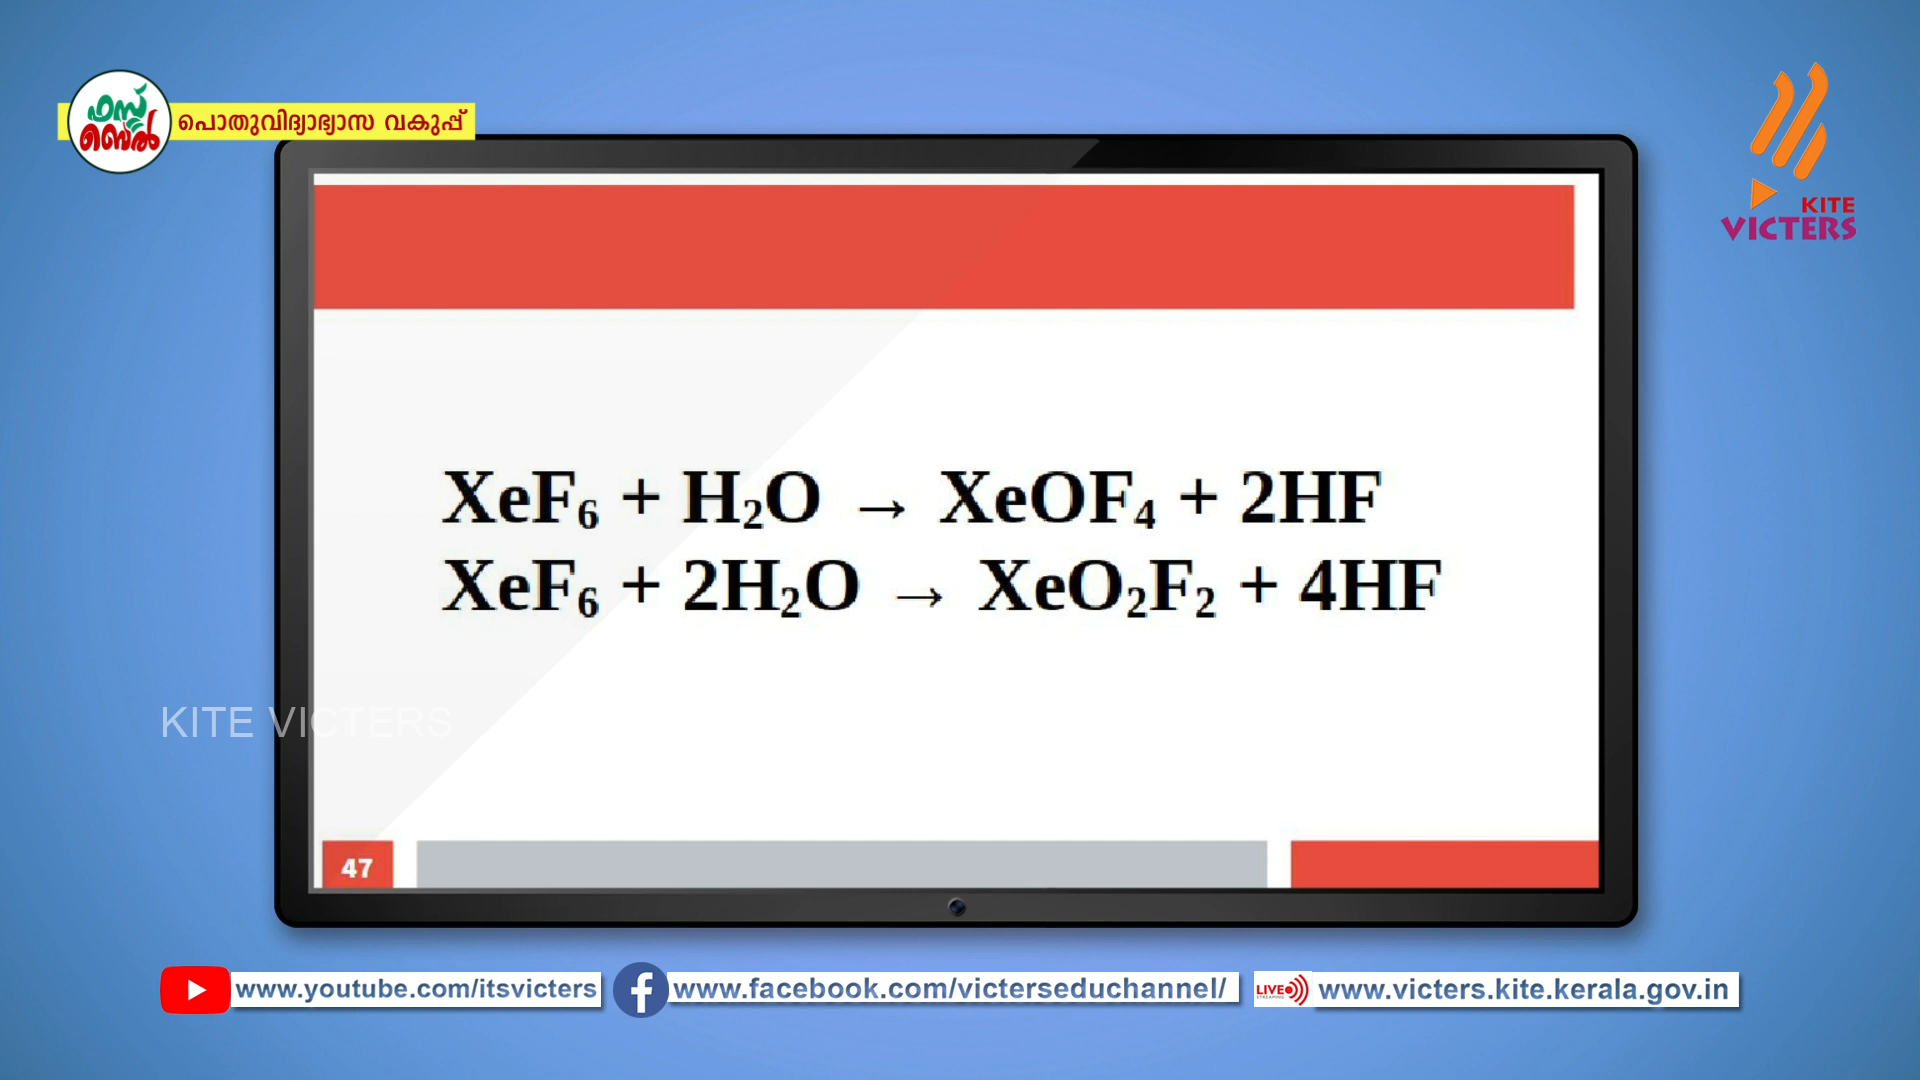 ഫസ്റ്റ്
ബെൽ
പൊതുവിദ്യാഭ്യാസ വകുപ്പ്
KITE
VICTERS
XeF₆ + H₂O → XeOF₄ + 2HF
XeF₆ + 2H₂O → XeO₂F₂ + 4HF
KITE VICTERS
47
www.youtube.com/itsvicters
www.facebook.com/victerseduchannel/
LIVE
STREAMING
www.victers.kite.kerala.gov.in